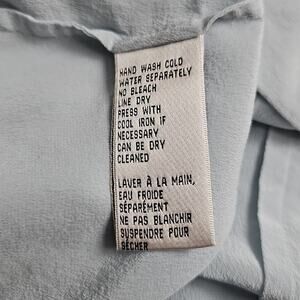 HAND WASH COLD
WATER SEPARATELY
NO BLEACH
LINE DRY
PRESS WITH
COOL IRON IF
NECESSARY
CAN BE DRY
CLEANED
LAVER À LA MAIN,
EAU FROIDE
SÉPARÉMENT
NE PAS BLANCHIR
SUSPENDRE POUR
SÉCHER